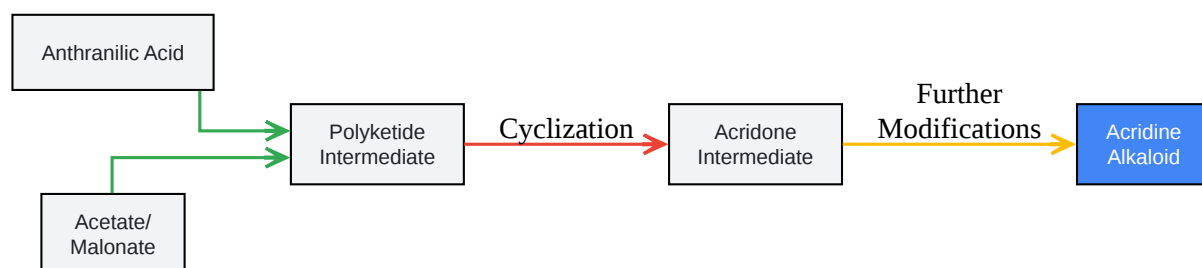 Anthranilic Acid
Acetate/
Malonate
Polyketide
Intermediate
Cyclization
Acridone
Intermediate
Further
Modifications
Acridine
Alkaloid